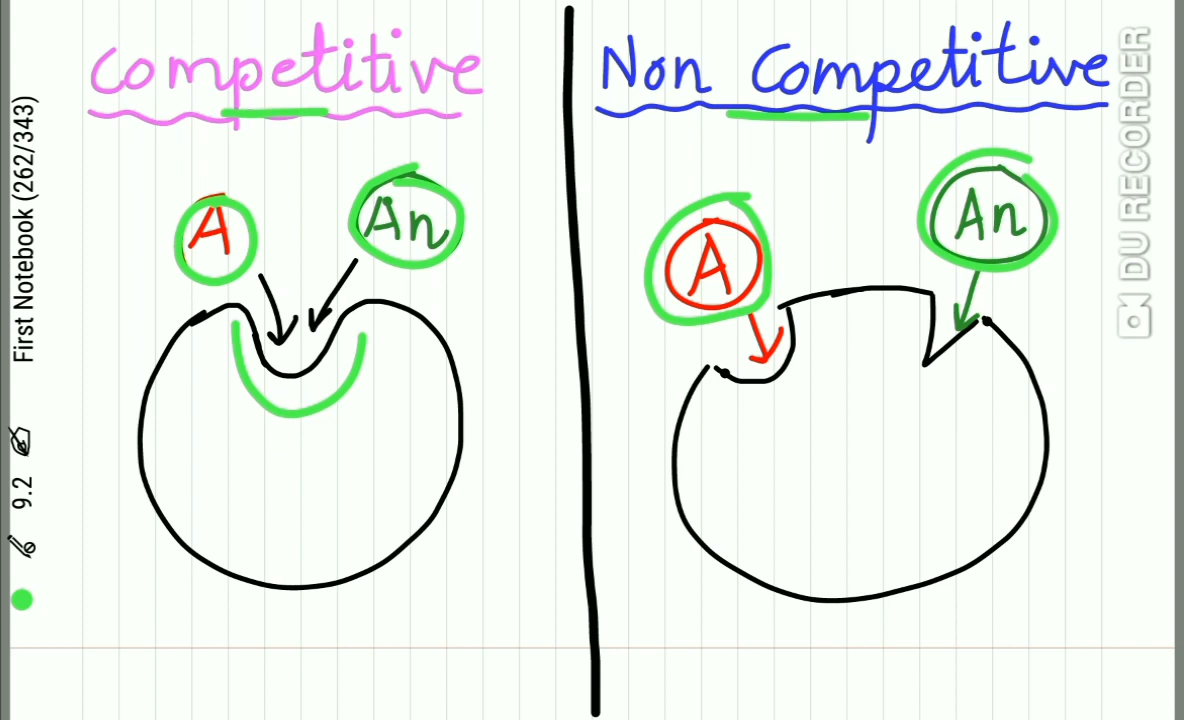 Competitive
Non Competitive
A
An
A
An
First Notebook (262/343)
9.2
DU RECORDER